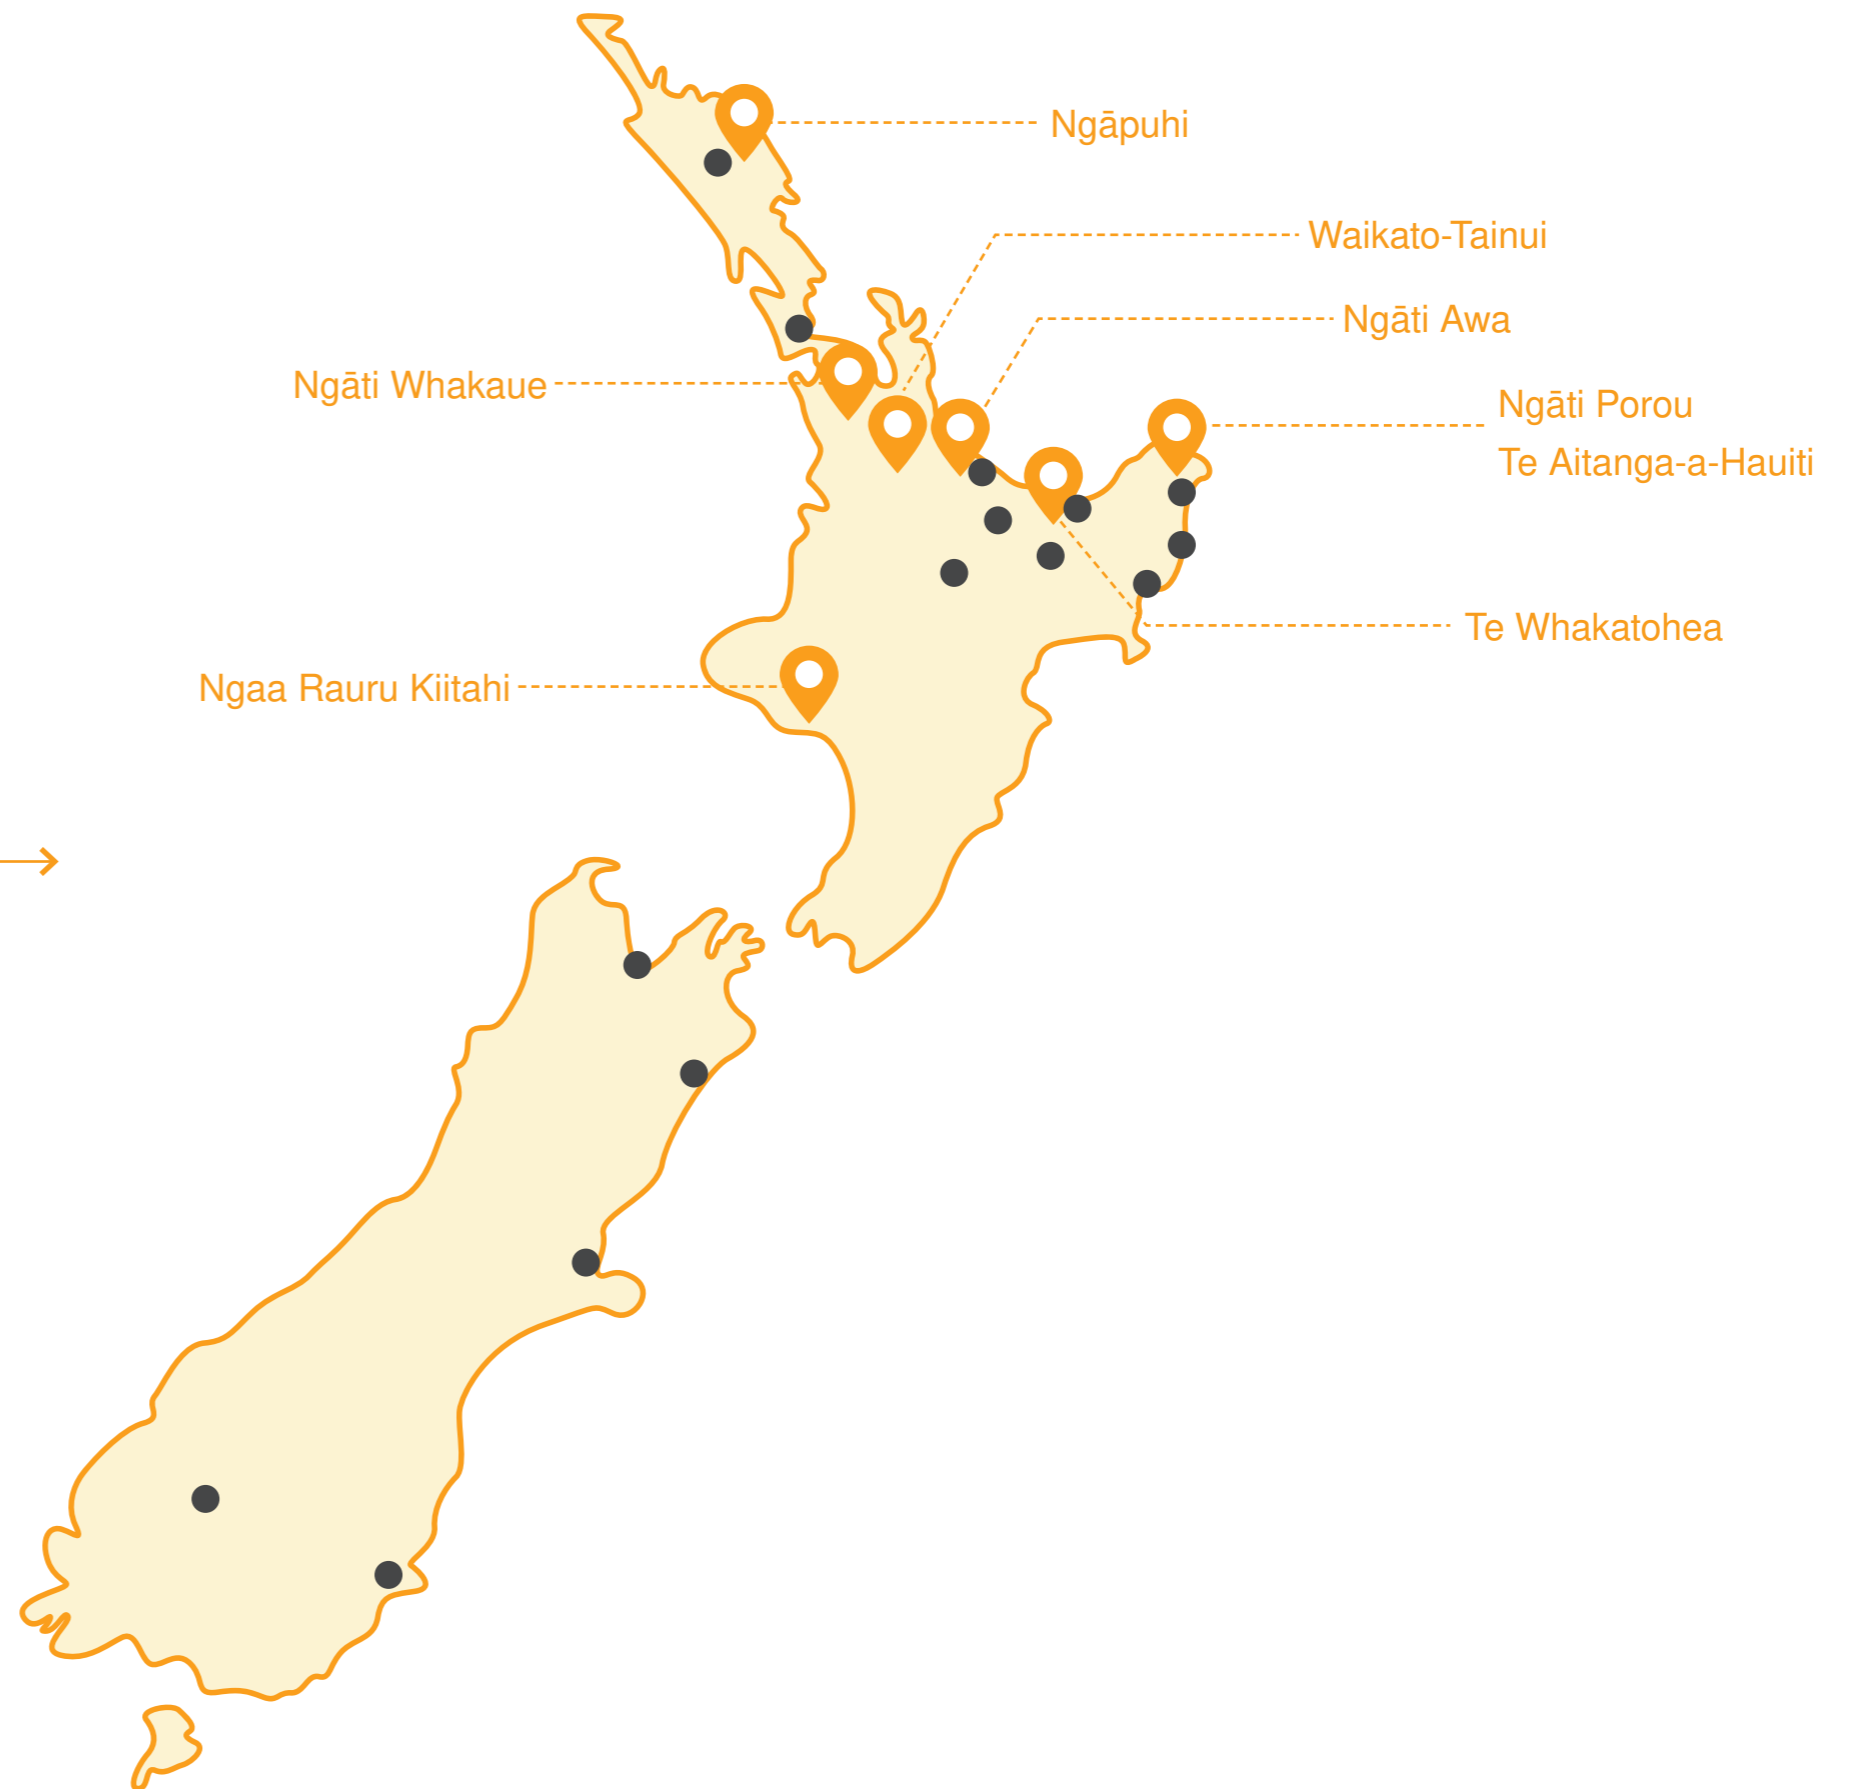 Ngāpuhi
Waikato-Tainui
Ngāti Awa
Ngāti Whakaue
Ngāti Porou
Te Aitanga-a-Hauiti
Te Whakatohea
Ngaa Rauru Kiitahi